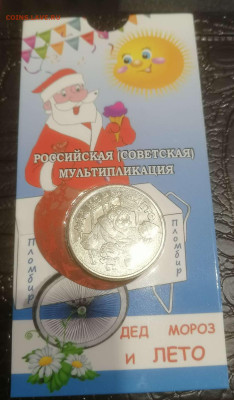 РОССИЙСКАЯ (СОВЕТСКАЯ)
МУЛЬТИПЛИКАЦИЯ
Пломбир
Пломбир
ДЕД МОРОЗ
и ЛЕТО